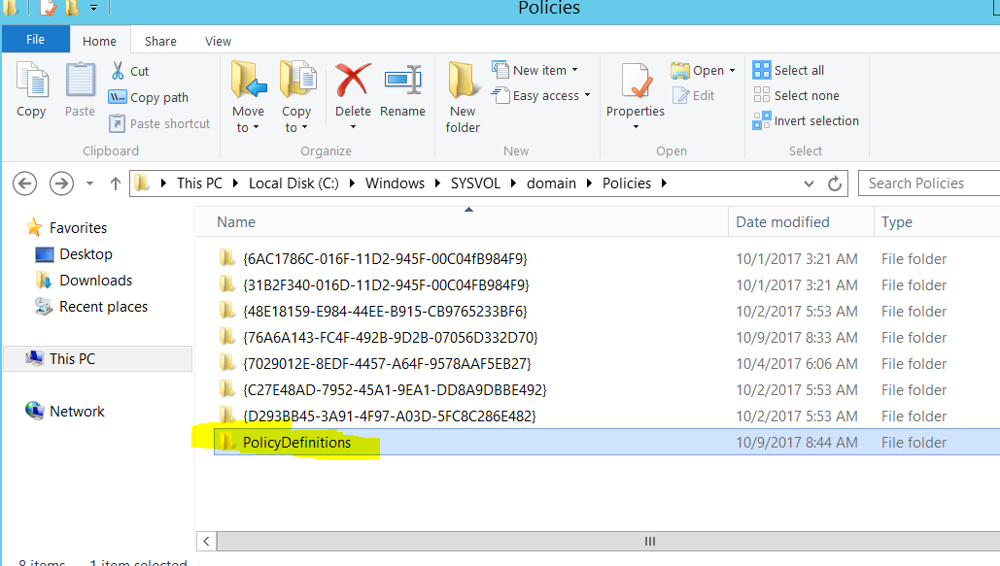 Policies
File Home Share View
Copy
Paste
Cut
Copy path
Paste shortcut
Clipboard
Move to
Copy to
Delete
Rename
Organize
New folder
New item
Easy access
New
Properties
Open
Edit
Open
Select all
Select none
Invert selection
Select
This PC Local Disk (C:) Windows SYSVOL domain Policies
Search Policies
Favorites
Desktop
Downloads
Recent places
This PC
Network
Name Date modified Type
{6AC1786C-016F-11D2-945F-00C04fB984F9} 10/1/2017 3:21 AM File folder
{31B2F340-016D-11D2-945F-00C04FB984F9} 10/1/2017 3:21 AM File folder
{48E18159-E984-44EE-B915-CB9765233BF6} 10/2/2017 5:53 AM File folder
{76A6A143-FC4F-492B-9D2B-07056D332D70} 10/9/2017 8:33 AM File folder
{7029012E-8EDF-4457-A64F-9578AAF5EB27} 10/4/2017 6:06 AM File folder
{C27E48AD-7952-45A1-9EA1-DD8A9DBBE492} 10/2/2017 5:53 AM File folder
{D293BB45-3A91-4F97-A03D-5FC8C286E482} 10/2/2017 5:53 AM File folder
PolicyDefinitions 10/9/2017 8:44 AM File folder
8 items 1 item selected